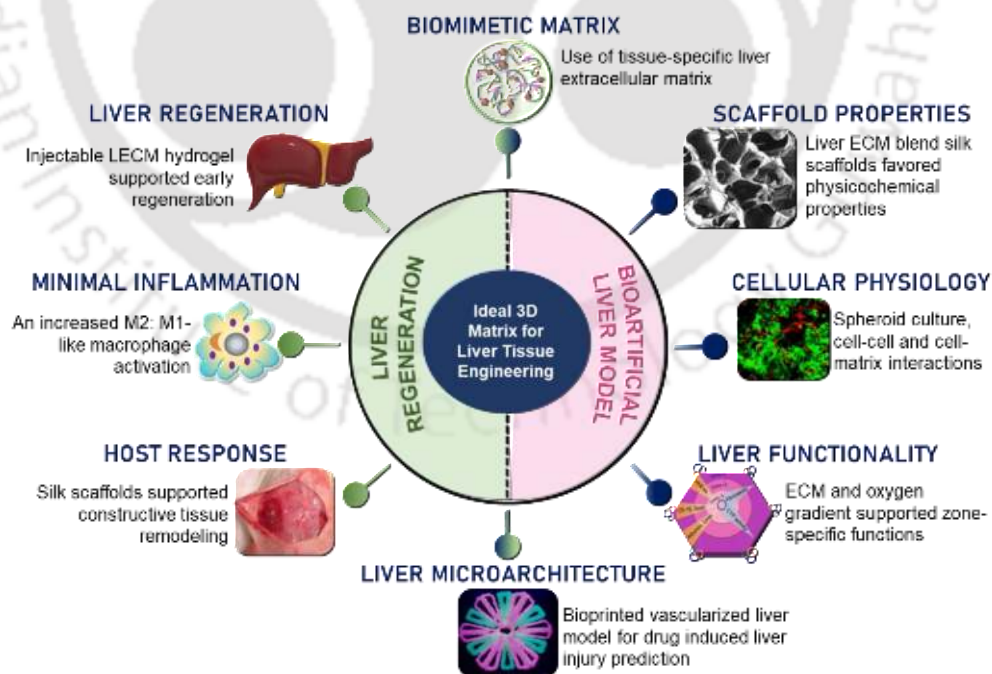 BIOMIMETIC MATRIX
Use of tissue-specific liver
extracellular matrix
LIVER REGENERATION
Injectable LECM hydrogel
supported early
regeneration
SCAFFOLD PROPERTIES
Liver ECM blend silk
scaffolds favored
physicochemical
properties
MINIMAL INFLAMMATION
An increased M2: M1-
like macrophage
activation
CELLULAR PHYSIOLOGY
Spheroid culture,
cell-cell and cell-
matrix interactions
LIVER
REGENERATION
Ideal 3D
Matrix for
Liver Tissue
Engineering
BIOARTIFICIAL
LIVER MODEL
HOST RESPONSE
Silk scaffolds supported
constructive tissue
remodeling
LIVER FUNCTIONALITY
ECM and oxygen
gradient supported zone-
specific functions
LIVER MICROARCHITECTURE
Bioprinted vascularized liver
model for drug induced liver
injury prediction
Institute of Technology